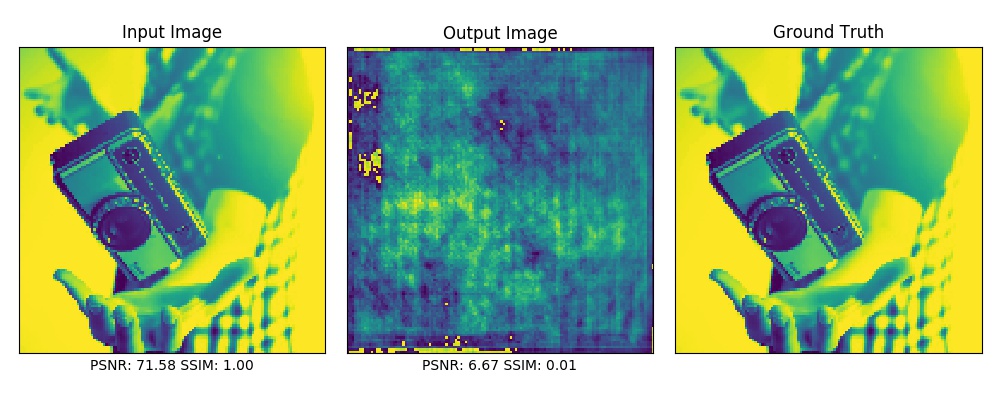 Input Image
Output Image
Ground Truth
PSNR: 71.58 SSIM: 1.00
PSNR: 6.67 SSIM: 0.01